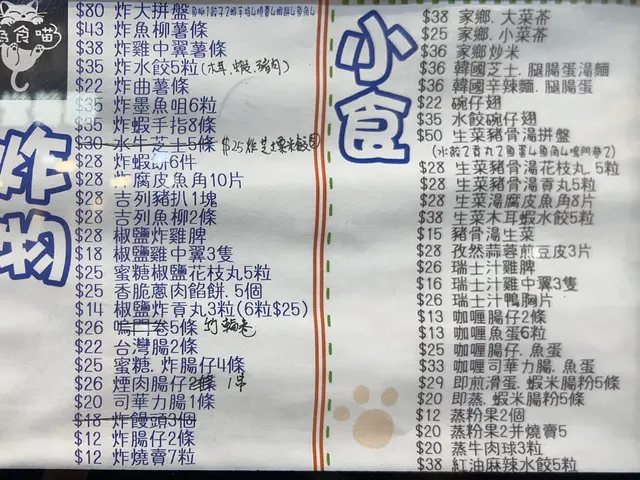 為食喵
炸物
$80 炸大拼盤
$43 炸魚柳薯條
$38 炸雞中翼薯條
$35 炸水餃5粒(木耳.蝦.豬肉)
$22 炸曲薯條
$35 炸墨魚咀6粒
$35 炸蝦手指8條
$30 水牛芝士5條
$28 炸蝦山6件
$28 炸腐皮魚角10片
$28 吉列豬扒1塊
$28 吉列魚柳2條
$28 椒鹽炸雞脾
$18 椒鹽雞中翼3隻
$25 蜜糖椒鹽花枝丸5粒
$25 香脆蔥肉餡餅.5個
$14 椒鹽炸貢丸3粒(6粒$25)
$26 鳴門卷5條 竹輪卷
$22 台灣腸2條
$25 蜜糖.炸腸仔4條
$26 煙肉腸仔2條 1串
$20 司華力腸1條
$18 炸饅頭3個
$12 炸腸仔2條
$12 炸燒賣7粒
小食
$38 家鄉.大菜茶
$25 家鄉.小菜茶
$36 家鄉炒米
$36 韓國芝士.腿腸蛋湯麵
$36 韓國辛辣麵.腿腸蛋
$22 碗仔翅
$35 水餃碗仔翅
$50 生菜豬骨湯拼盤
$28 生菜豬骨湯花枝丸.5粒
$28 生菜豬骨湯貢丸5粒
$28 生菜湯腐皮魚角8片
$38 生菜木耳蝦水餃5粒
$15 豬骨湯生菜
$28 孜然蒜蓉煎豆皮3片
$26 瑞士汁雞脾
$16 瑞士汁雞中翼3隻
$26 瑞士汁鴨胸片
$13 咖喱腸仔2條
$13 咖喱魚蛋6粒
$25 咖喱腸仔.魚蛋
$33 咖喱司華力腸.魚蛋
$29 即煎滑蛋.蝦米腸粉5條
$20 即蒸.蝦米腸粉5條
$12 蒸粉果2個
$20 蒸粉果2并燒賣5
$20 蒸牛肉球3粒
$38 紅油麻辣水餃5粒